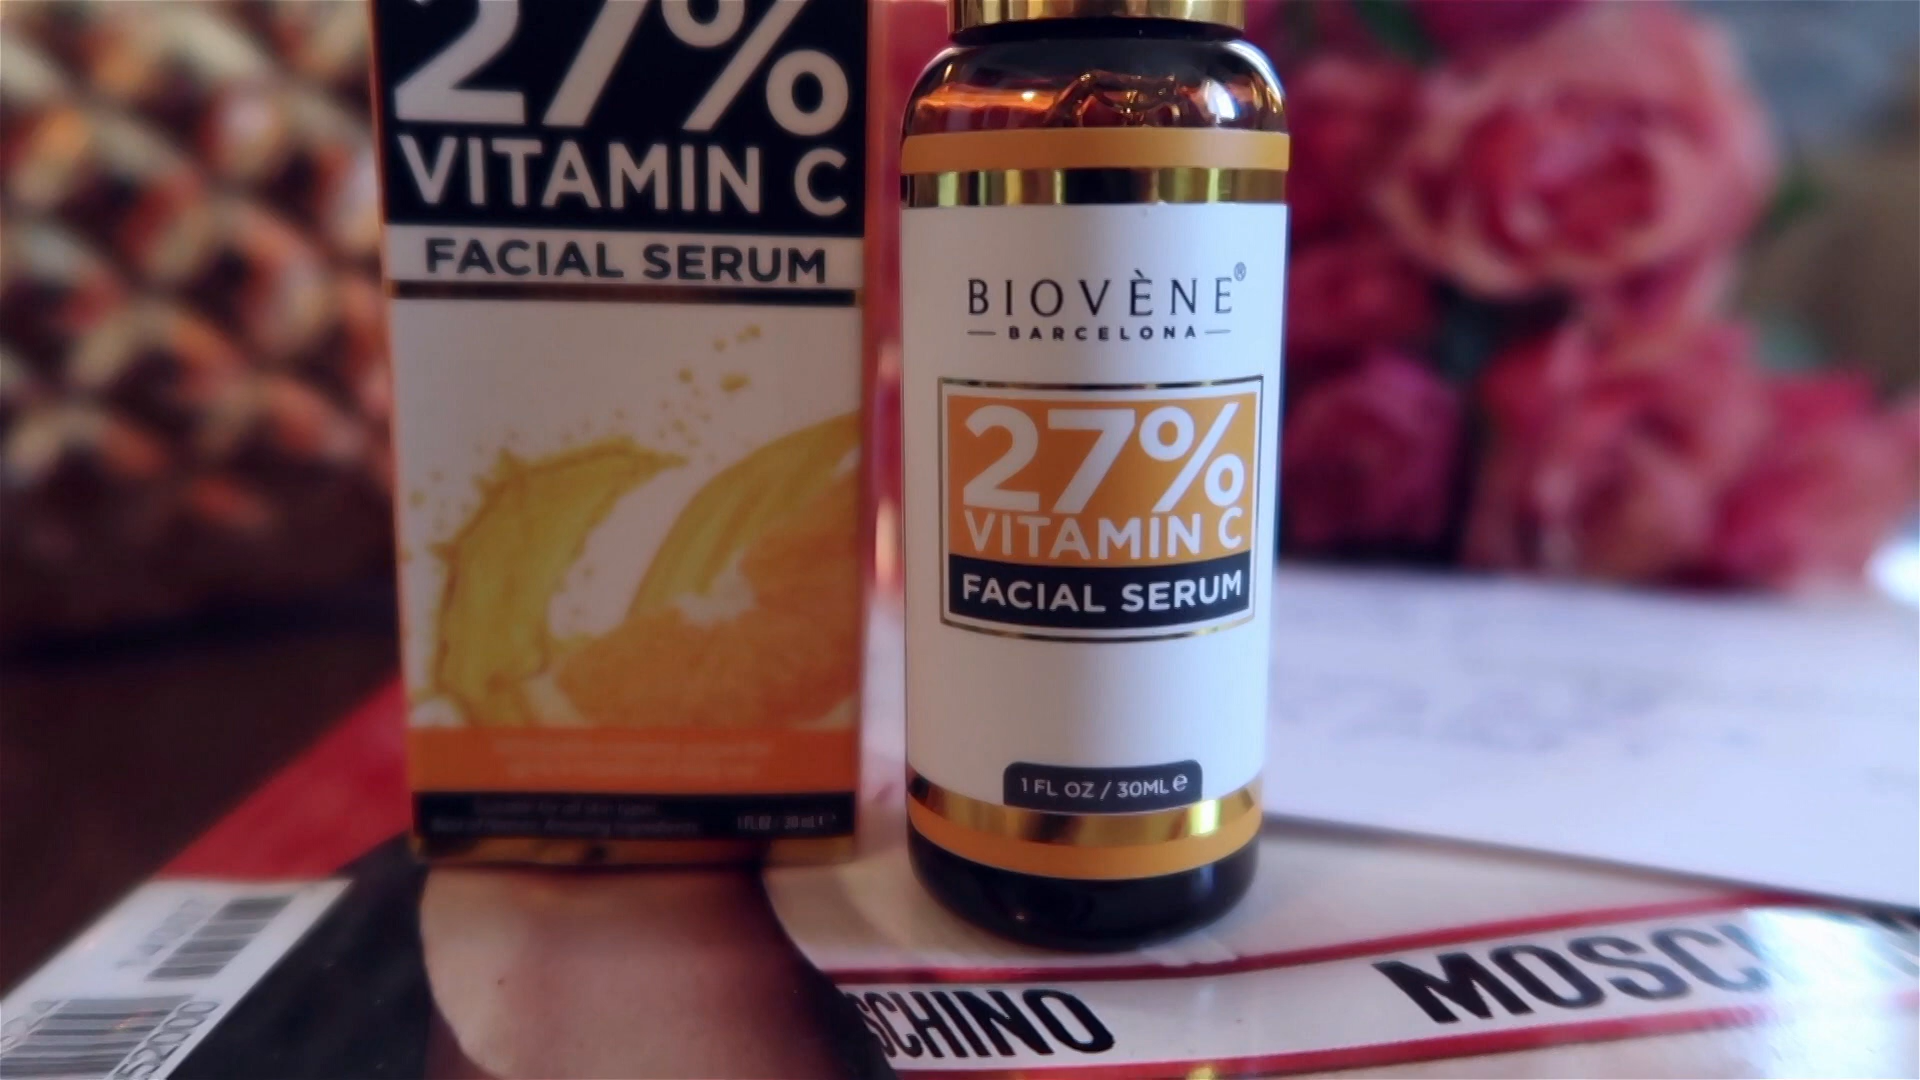 27%
VITAMIN C
FACIAL SERUM
BIOVÈNE®
BARCELONA
27%
VITAMIN C
FACIAL SERUM
1 FL OZ / 30ML ℮
SCHINO
MOSC